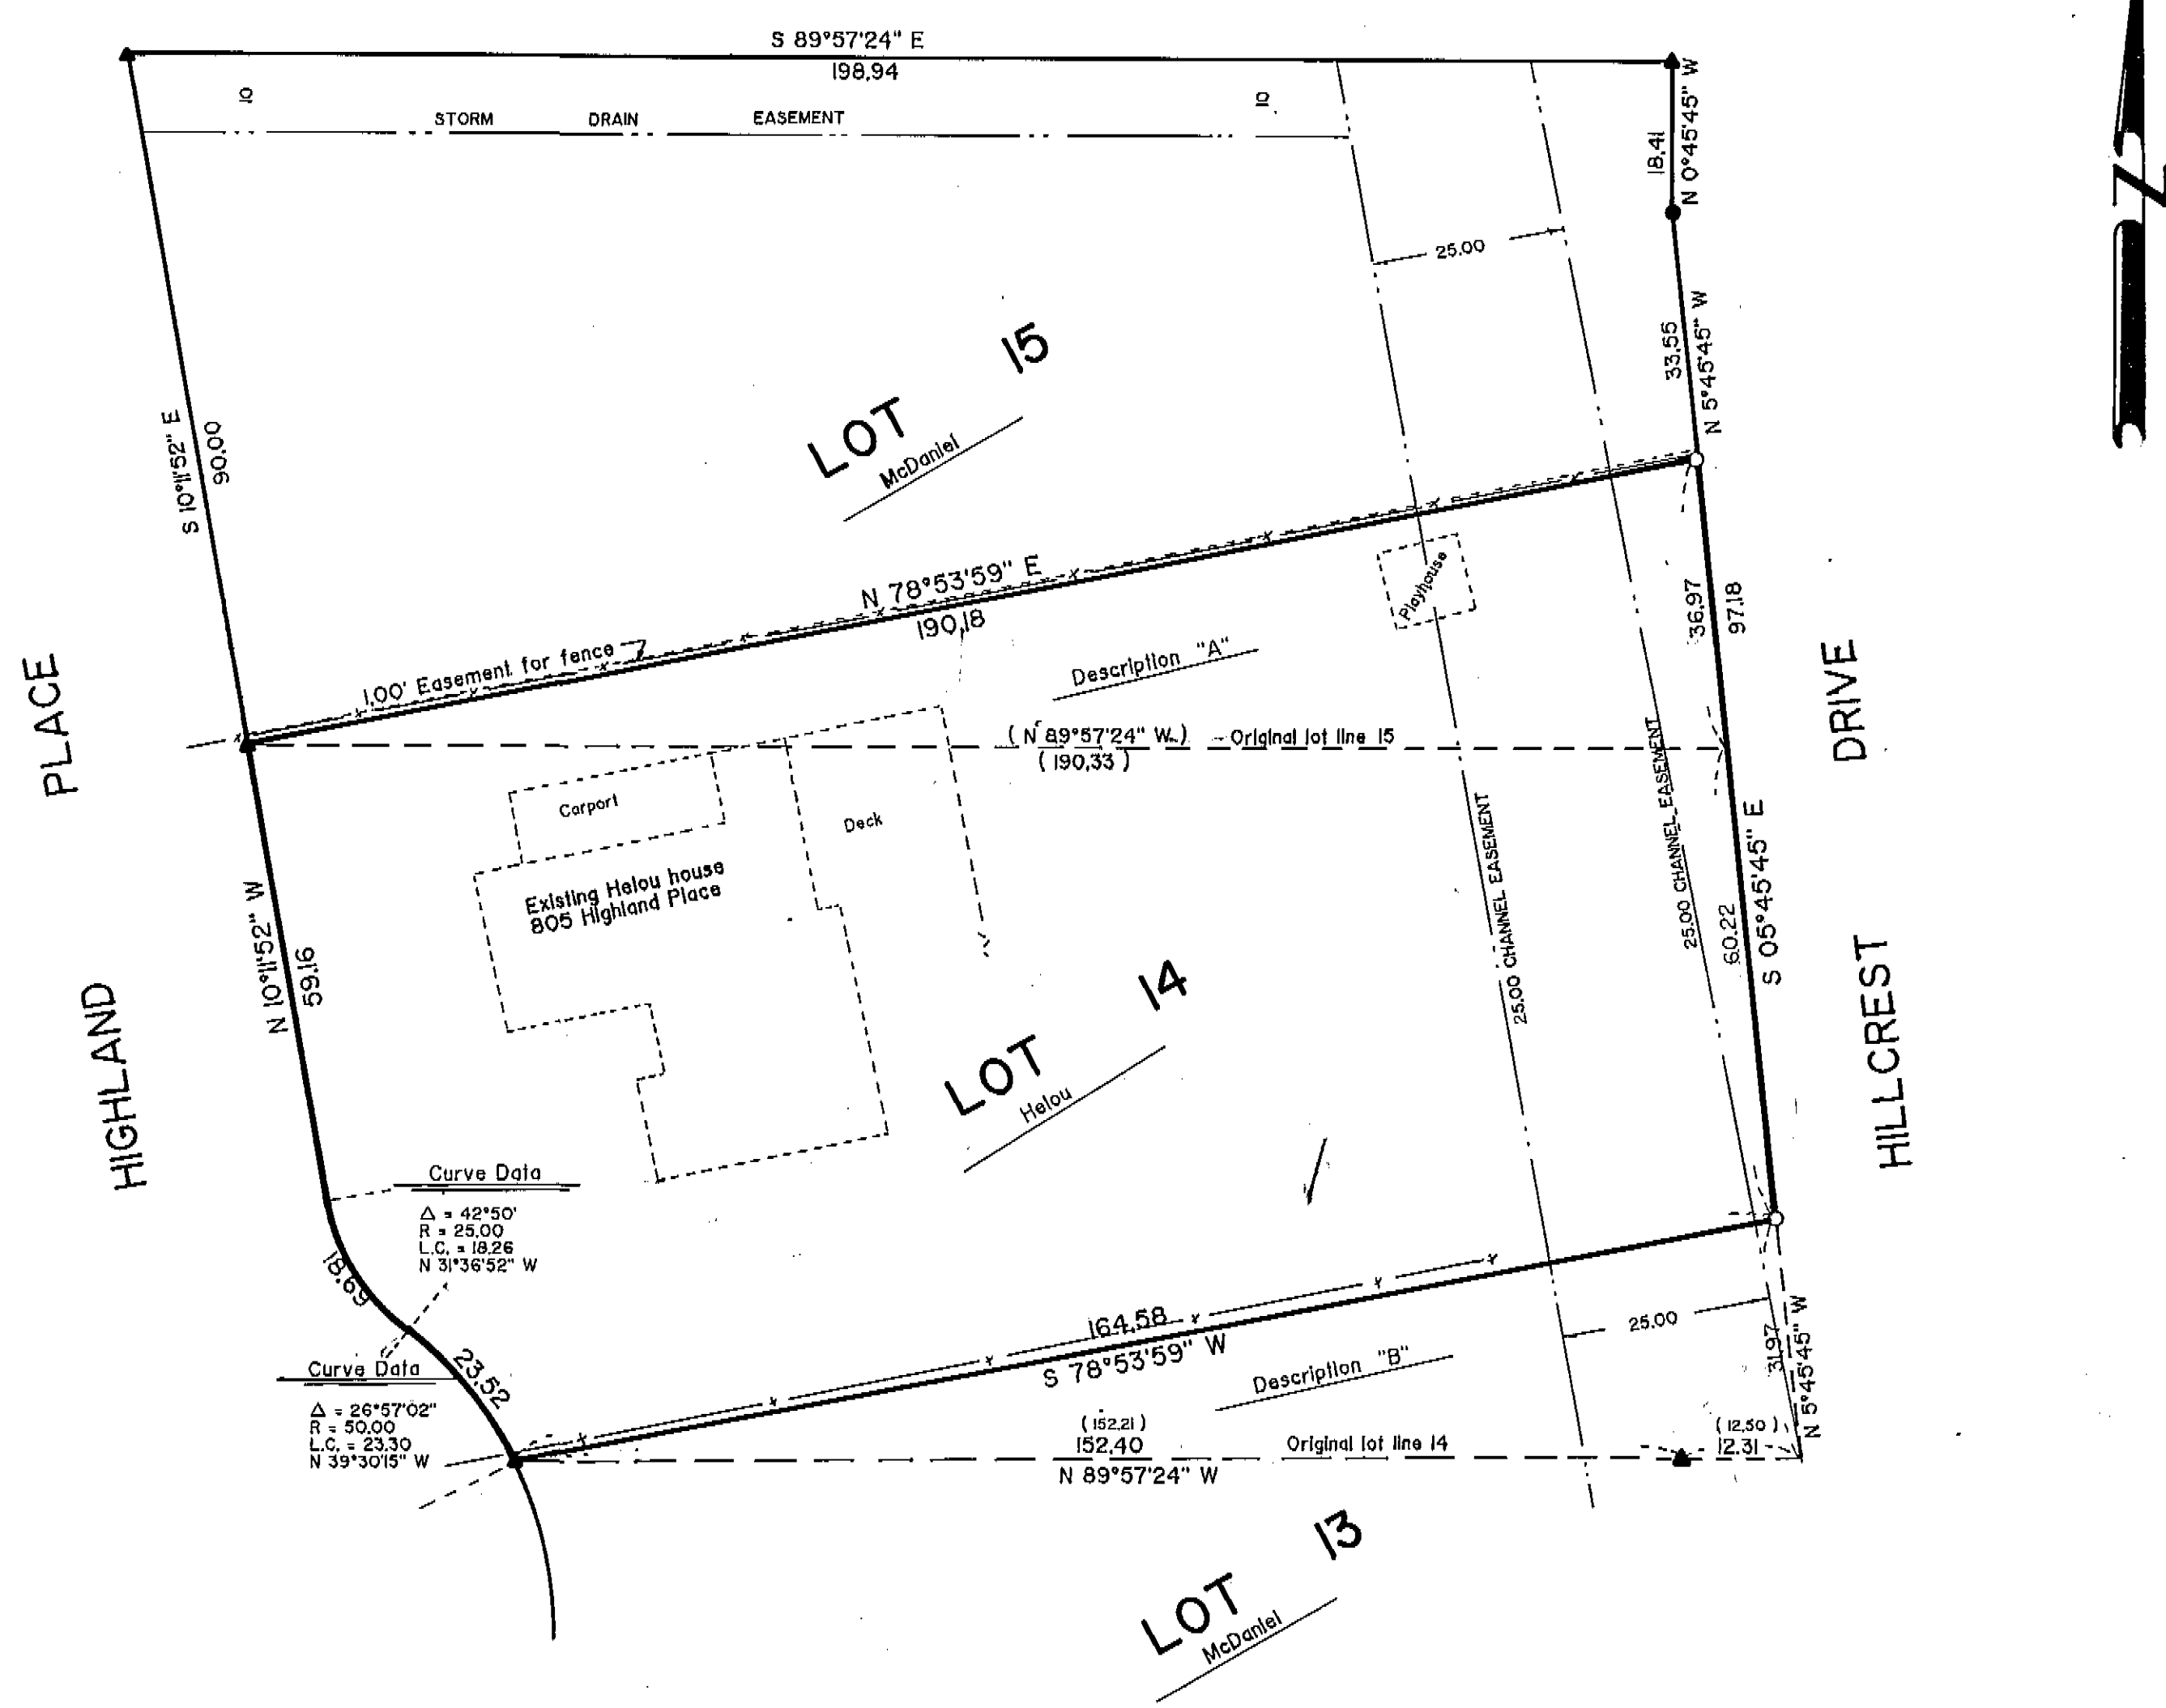 S 89°57'24" E
198.94
10
10
STORM DRAIN EASEMENT
18.41
N 0°45'45" W
25.00
33.55
N 5°45'45" W
LOT 15
McDaniel
S 10°11'52" E
90.00
N 78°53'59" E
190.18
1.00' Easement for fence
Playhouse
Description "A"
36.97
97.18
PLACE
DRIVE
( N 89°57'24" W ) - Original lot line 15
( 190.33 )
Carport
Deck
Existing Helou house
805 Highland Place
25.00 CHANNEL EASEMENT
25.00 CHANNEL EASEMENT
60.22
S 05°45'45" E
N 10°11'52" W
59.16
HIGHLAND
HILLCREST
LOT 14
Helou
Curve Data
Δ = 42°50'
R = 25.00
L.C. = 18.26
N 31°36'52" W
18.69
23.52
Curve Data
Δ = 26°57'02"
R = 50.00
L.C. = 23.30
N 39°30'15" W
164.58
S 78°53'59" W
25.00
Description "B"
31.97
N 5°45'45" W
(152.21)
152.40
Original lot line 14
(12.50)
12.31
N 89°57'24" W
LOT 13
McDaniel
Z